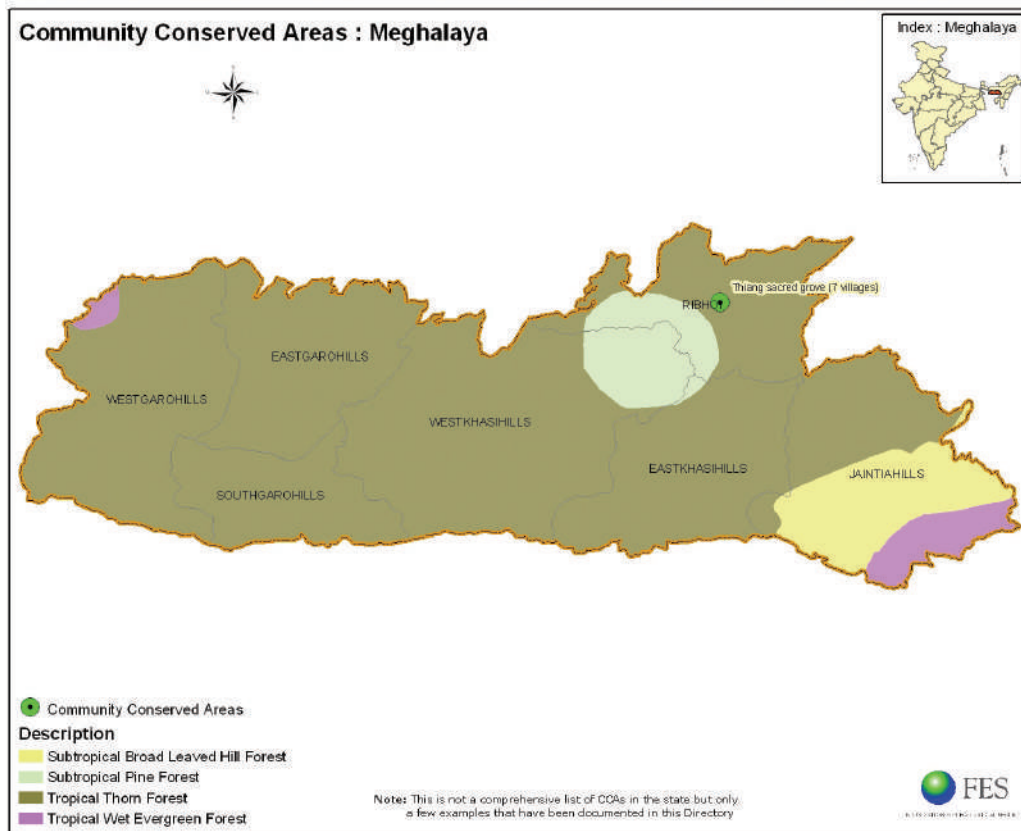 Community Conserved Areas : Meghalaya
Index : Meghalaya
Thiang sacred grove (7 villages)
EASTGAROHILLS
WESTGAROHILLS
WESTKHASIHILLS
EASTKHASIHILLS
JAINTIAHILLS
SOUTHGAROHILLS
Community Conserved Areas
Description
Subtropical Broad Leaved Hill Forest
Subtropical Pine Forest
Tropical Thorn Forest
Tropical Wet Evergreen Forest
Note: This is not a comprehensive list of CCAs in the state but only
a few examples that have been documented in this Directory
FES